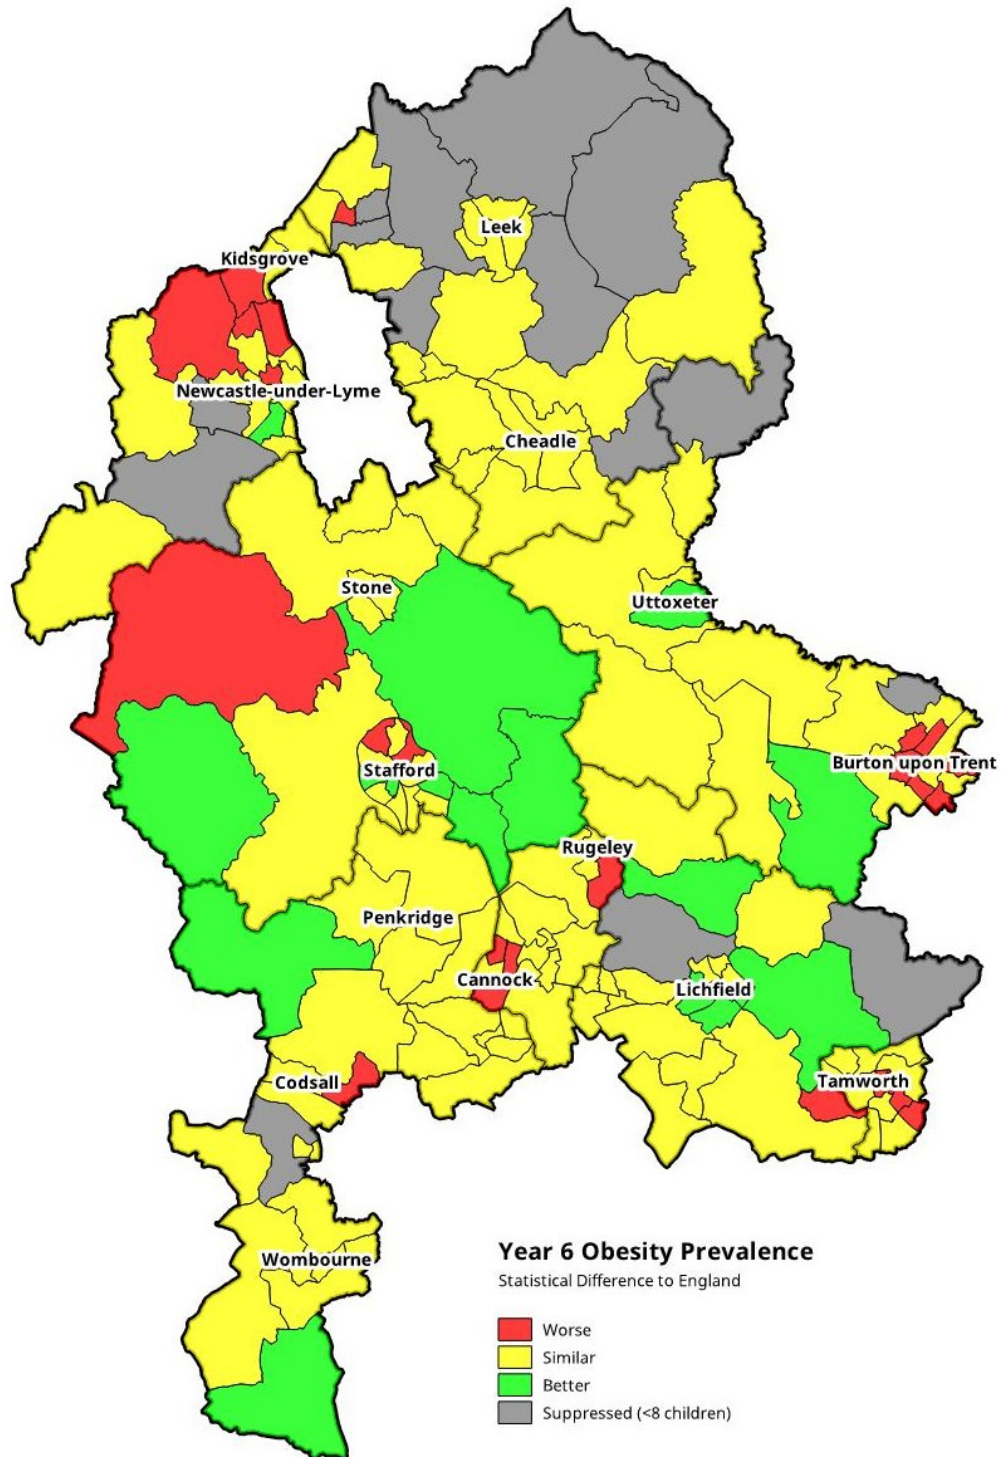 Leek
Kidsgrove
Newcastle-under-Lyme
Cheadle
Stone
Uttoxeter
Burton upon Trent
Stafford
Rugeley
Penkridge
Cannock
Lichfield
Codsall
Tamworth
Wombourne
Year 6 Obesity Prevalence
Statistical Difference to England
Worse
Similar
Better
Suppressed (<8 children)